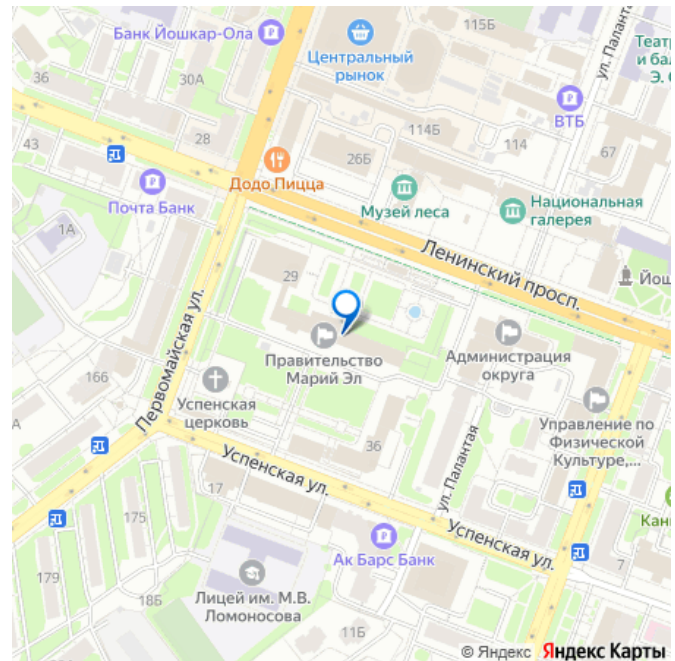 Банк Йошкар-Ола
Центральный
рынок
ул. Палантая
Теат
и ба
Э.
36
30А
ВТБ
43
28
114Б
114
67
26Б
Додо Пицца
Почта Банк
Музей леса
Национальная
галерея
1А
Ленинский просп.
Йош
29
Первомайская ул.
Правительство
Марий Эл
Администрация
округа
166
Успенская
церковь
Управление по
Физической
Культуре,...
36
Успенская ул.
ул. Палантая
17
175
Кан
Ак Барс Банк
Успенская ул.
7
179
Лицей им. М.В.
Ломоносова
18Б
11Б
© Яндекс Яндекс Карты